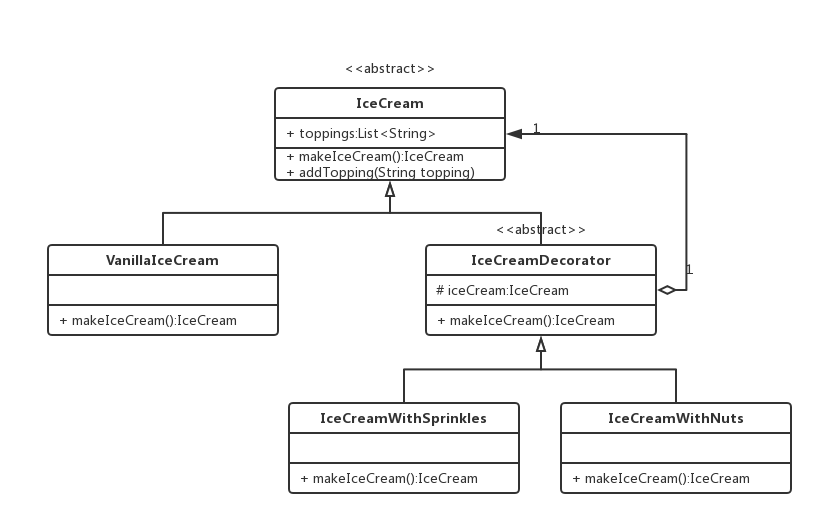 <<abstract>>
IceCream
+ toppings:List<String>
1
+ makeIceCream():IceCream
+ addTopping(String topping)
<<abstract>>
VanillaIceCream
IceCreamDecorator
1
# iceCream:IceCream
+ makeIceCream():IceCream
+ makeIceCream():IceCream
IceCreamWithSprinkles
IceCreamWithNuts
+ makeIceCream():IceCream
+ makeIceCream():IceCream